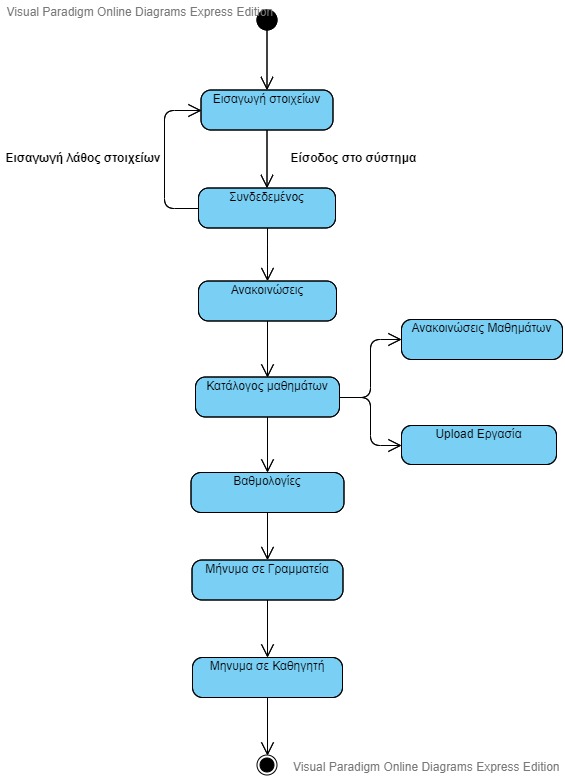 Visual Paradigm Online Diagrams Express Edition
Εισαγωγή στοιχείων
Εισαγωγή λάθος στοιχείων
Είσοδος στο σύστημα
Συνδεδεμένος
Ανακοινώσεις
Ανακοινώσεις Μαθημάτων
Κατάλογος μαθημάτων
Upload Εργασία
Βαθμολογίες
Μήνυμα σε Γραμματεία
Μηνυμα σε Καθηγητή
Visual Paradigm Online Diagrams Express Edition